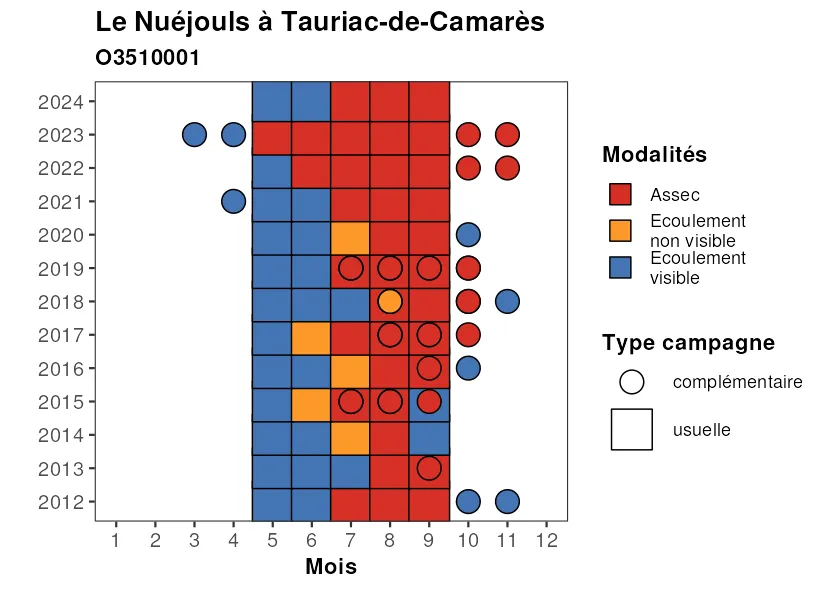 Le Nuéjouls à Tauriac-de-Camarès
O3510001
2024
2023
2022
2021
2020
2019
2018
2017
2016
2015
2014
2013
2012
1 2 3 4 5 6 7 8 9 10 11 12
Mois
Modalités
Assec
Ecoulement
non visible
Ecoulement
visible
Type campagne
complémentaire
usuelle